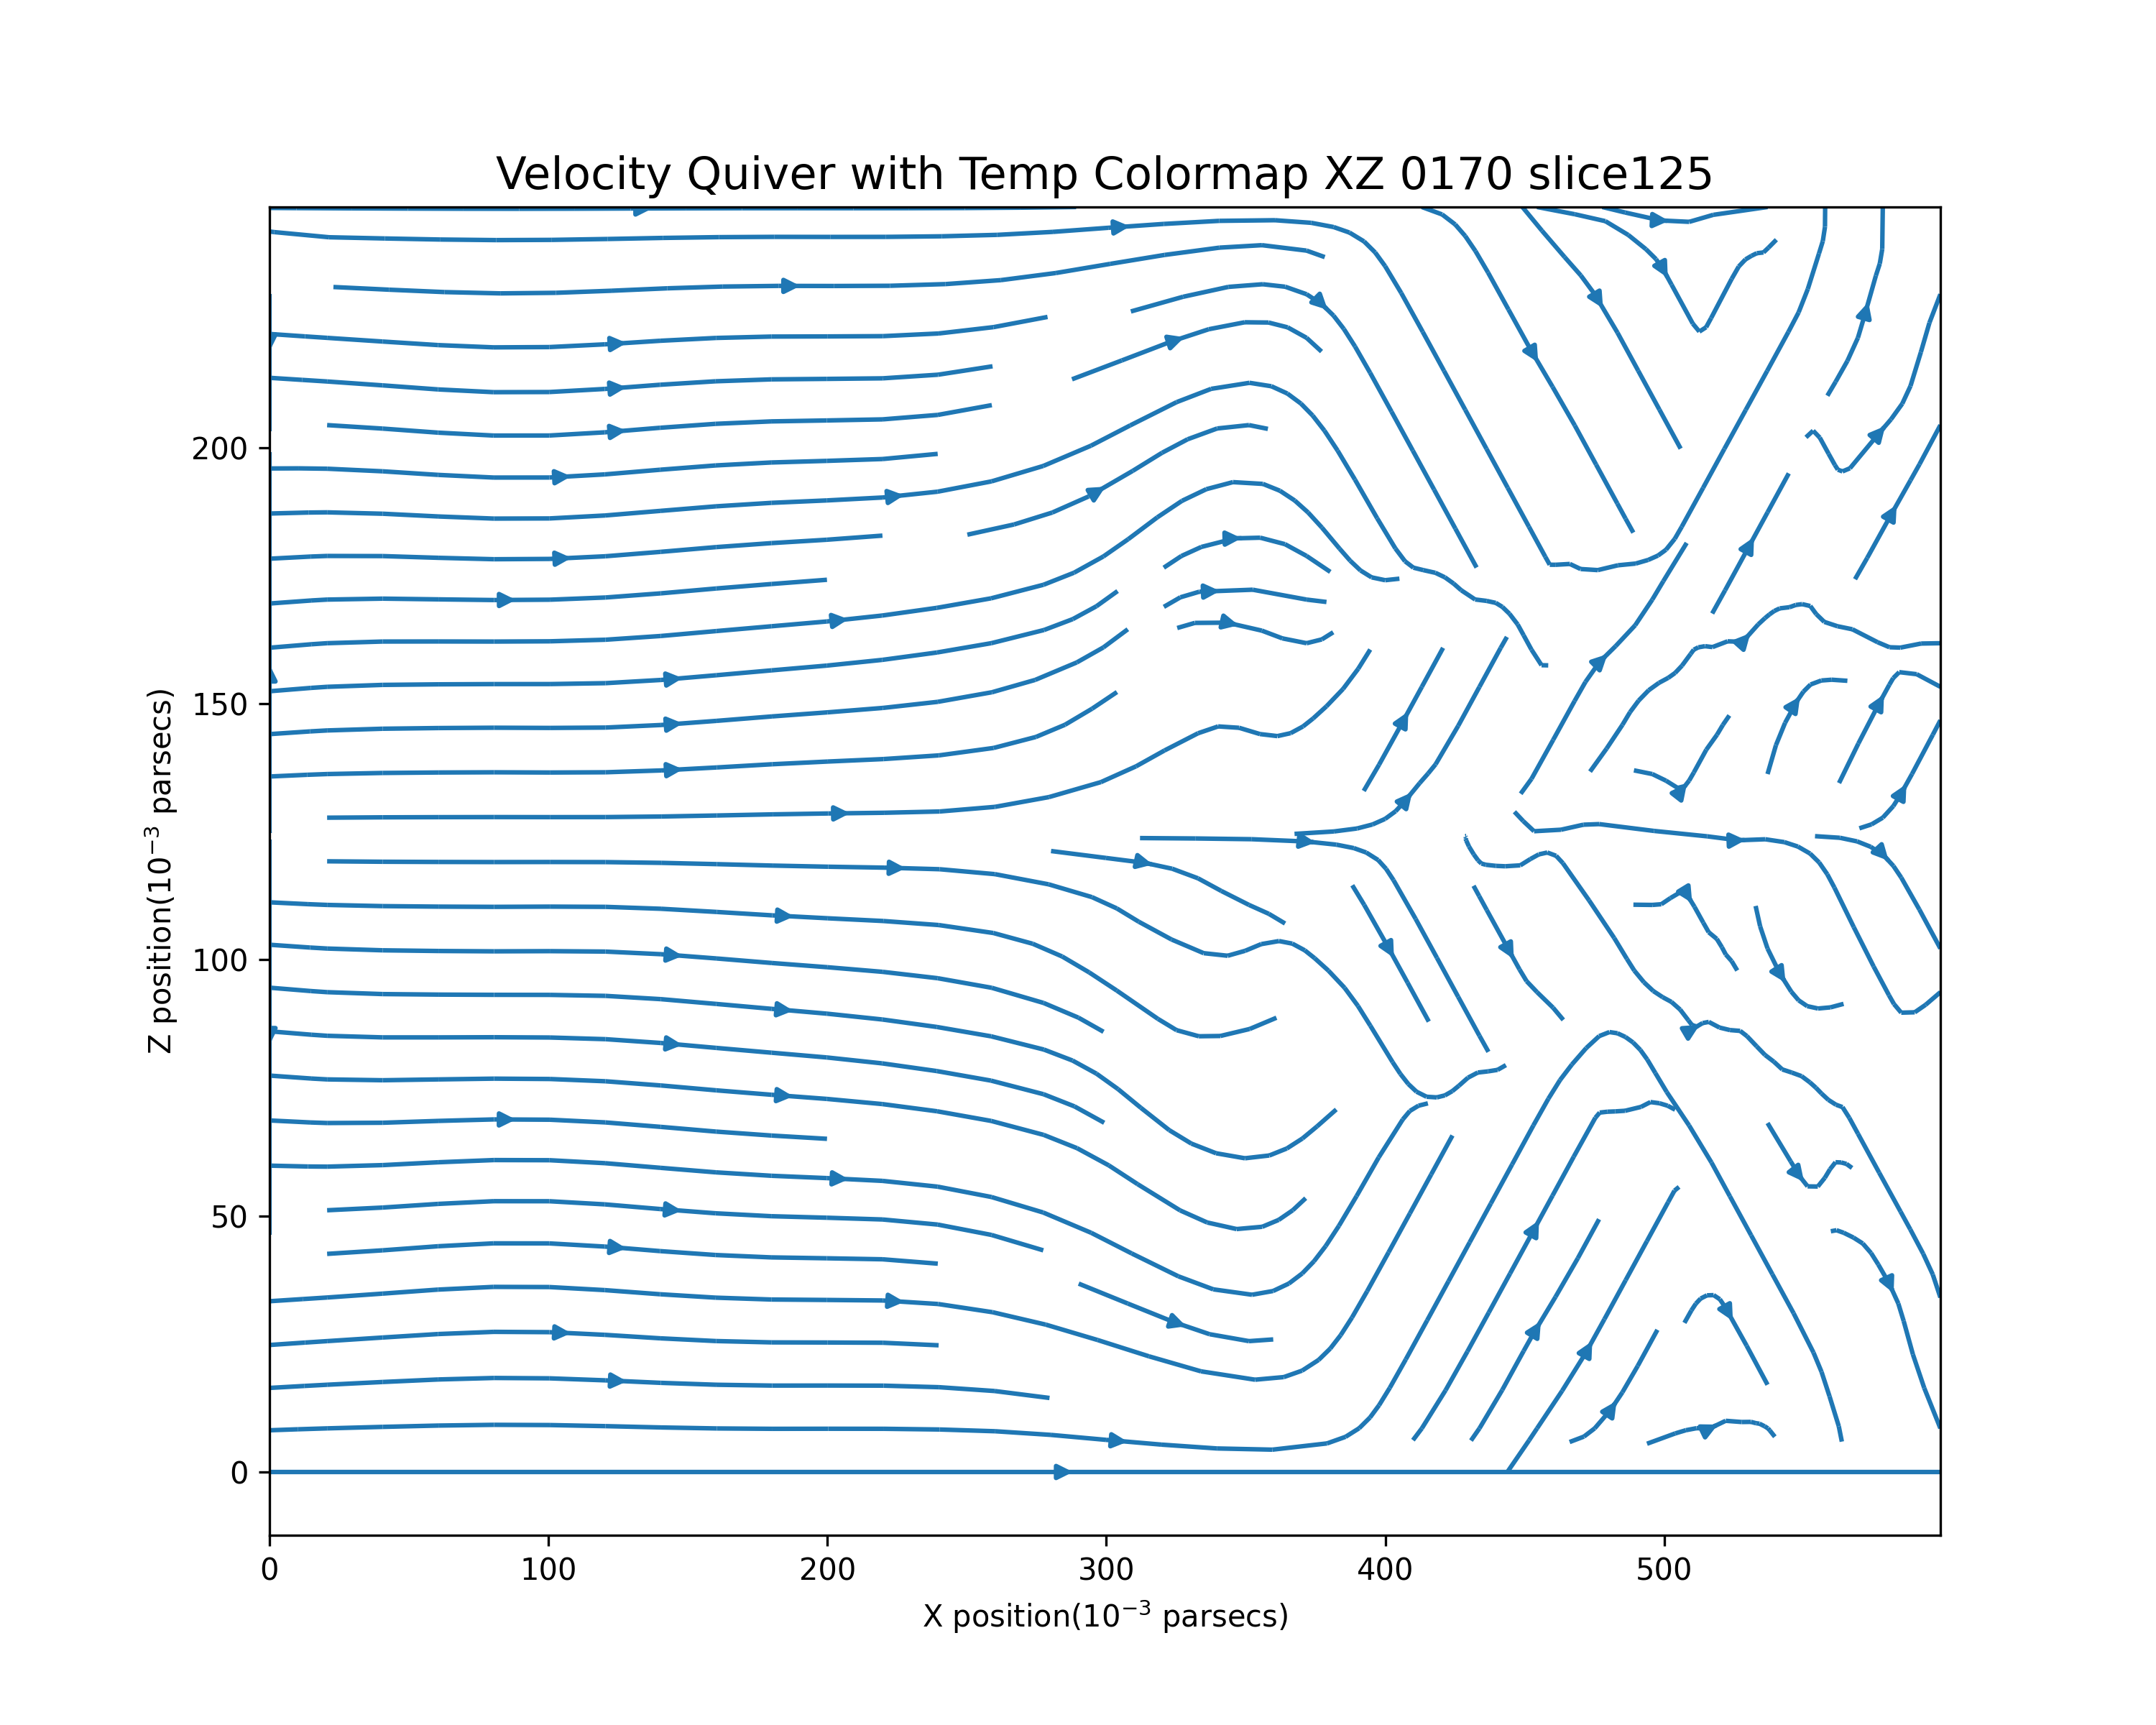 Velocity Quiver with Temp Colormap XZ 0170 slice125
Z position(10⁻³ parsecs)
200
150
100
50
0
0 100 200 300 400 500
X position(10⁻³ parsecs)